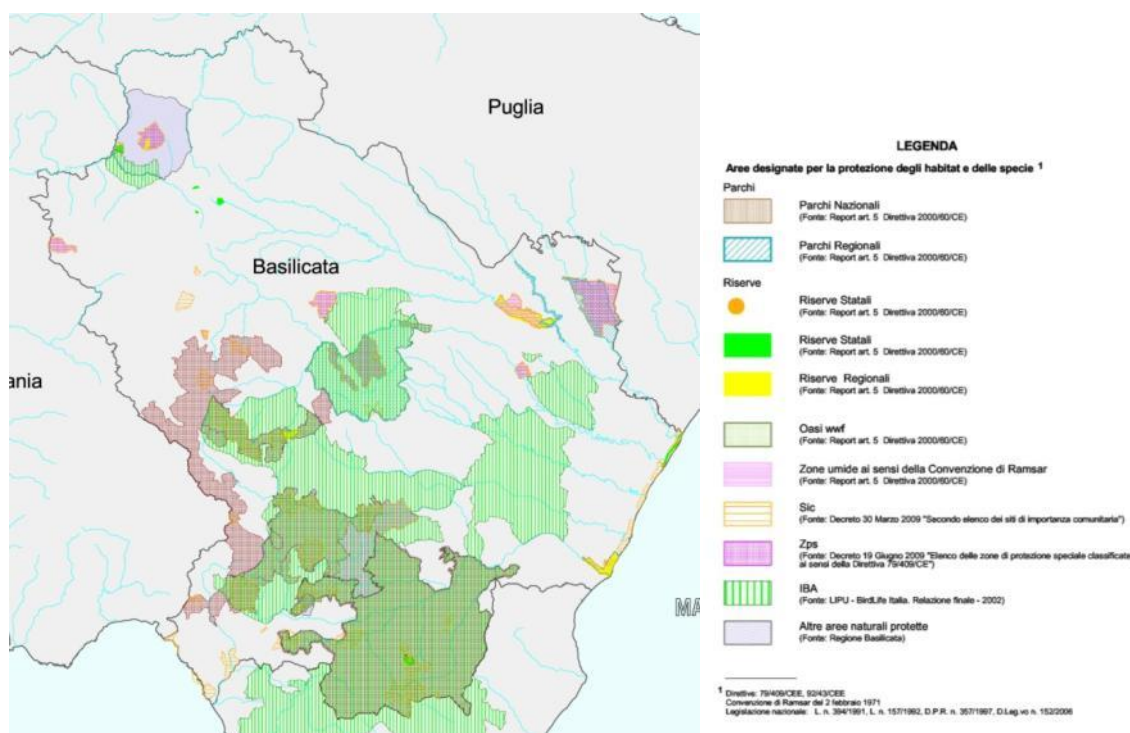 Puglia
Basilicata
ania
MA
LEGENDA
Aree designate per la protezione degli habitat e delle specie 1
Parchi
Parchi Nazionali
(Fonte: Report art. 5 Direttiva 2000/60/CE)
Parchi Regionali
(Fonte: Report art. 5 Direttiva 2000/60/CE)
Riserve
Riserve Statali
(Fonte: Report art. 5 Direttiva 2000/60/CE)
Riserve Statali
(Fonte: Report art. 5 Direttiva 2000/60/CE)
Riserve Regionali
(Fonte: Report art. 5 Direttiva 2000/60/CE)
Oasi wwf
(Fonte: Report art. 5 Direttiva 2000/60/CE)
Zone umide ai sensi della Convenzione di Ramsar
(Fonte: Report art. 5 Direttiva 2000/60/CE)
Sic
(Fonte: Decreto 30 Marzo 2009 "Secondo elenco dei siti di importanza comunitaria")
Zps
(Fonte: Decreto 19 Giugno 2009 "Elenco delle zone di protezione speciale classificate
ai sensi della Direttiva 79/409/CE")
IBA
(Fonte: LIPU - BirdLife Italia. Relazione finale - 2002)
Altre aree naturali protette
(Fonte: Regione Basilicata)
1 Direttive: 79/409/CEE, 92/43/CEE
Convenzione di Ramsar del 2 febbraio 1971
Legislazione nazionale: L. n. 394/1991, L. n. 157/1992, D.P.R. n. 357/1997, D.Leg.vo n. 152/2006